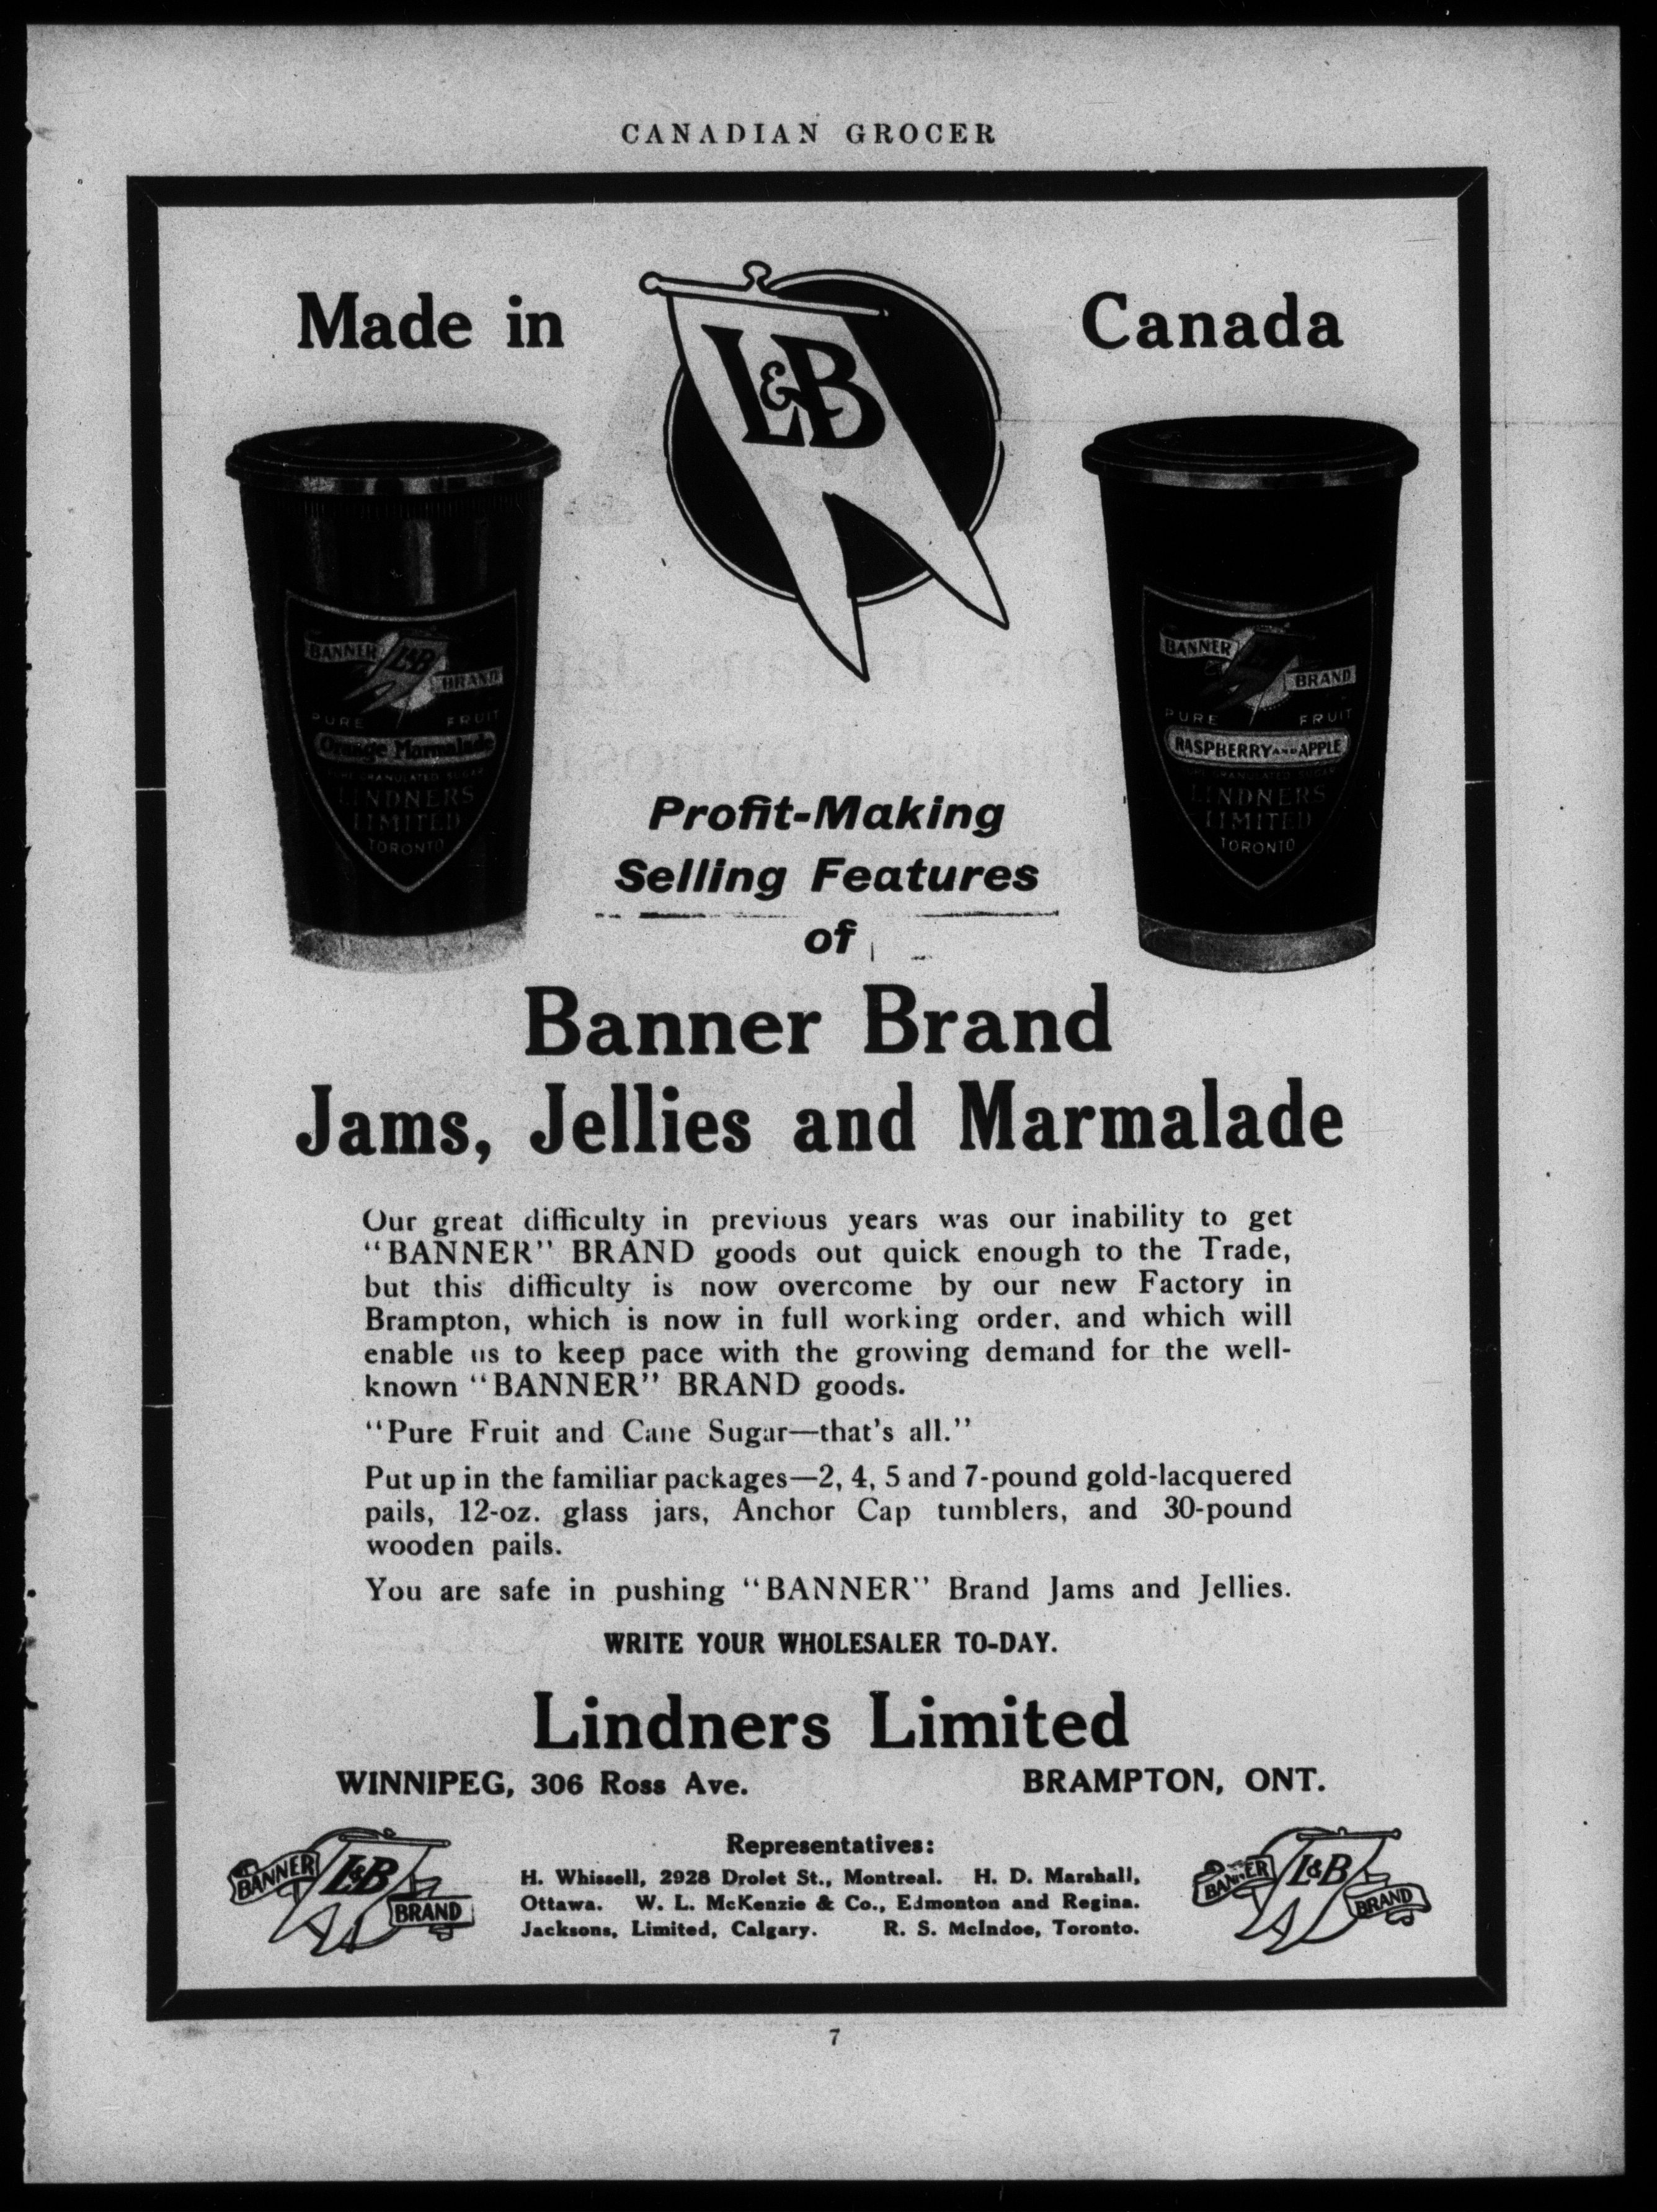 CANADIAN GROCER
Made in
Canada
L&B
BANNER
L&B
BRAND
PURE FRUIT
Orange Marmalade
PURE GRANULATED SUGAR
LINDNERS
LIMITED
TORONTO
BANNER
BRAND
PURE FRUIT
RASPBERRY AND APPLE
PURE GRANULATED SUGAR
LINDNERS
LIMITED
TORONTO
Profit-Making
Selling Features
of
Banner Brand
Jams, Jellies and Marmalade
Our great difficulty in previous years was our inability to get
"BANNER" BRAND goods out quick enough to the Trade,
but this difficulty is now overcome by our new Factory in
Brampton, which is now in full working order, and which will
enable us to keep pace with the growing demand for the well-
known "BANNER" BRAND goods.
"Pure Fruit and Cane Sugar—that's all."
Put up in the familiar packages—2, 4, 5 and 7-pound gold-lacquered
pails, 12-oz. glass jars, Anchor Cap tumblers, and 30-pound
wooden pails.
You are safe in pushing "BANNER" Brand Jams and Jellies.
WRITE YOUR WHOLESALER TO-DAY.
Lindners Limited
WINNIPEG, 306 Ross Ave.
BRAMPTON, ONT.
Representatives:
H. Whissell, 2928 Drolet St., Montreal. H. D. Marshall,
Ottawa. W. L. McKenzie & Co., Edmonton and Regina.
Jacksons, Limited, Calgary. R. S. McIndoe, Toronto.
BANNER
L&B
BRAND
BANNER
L&B
BRAND
7